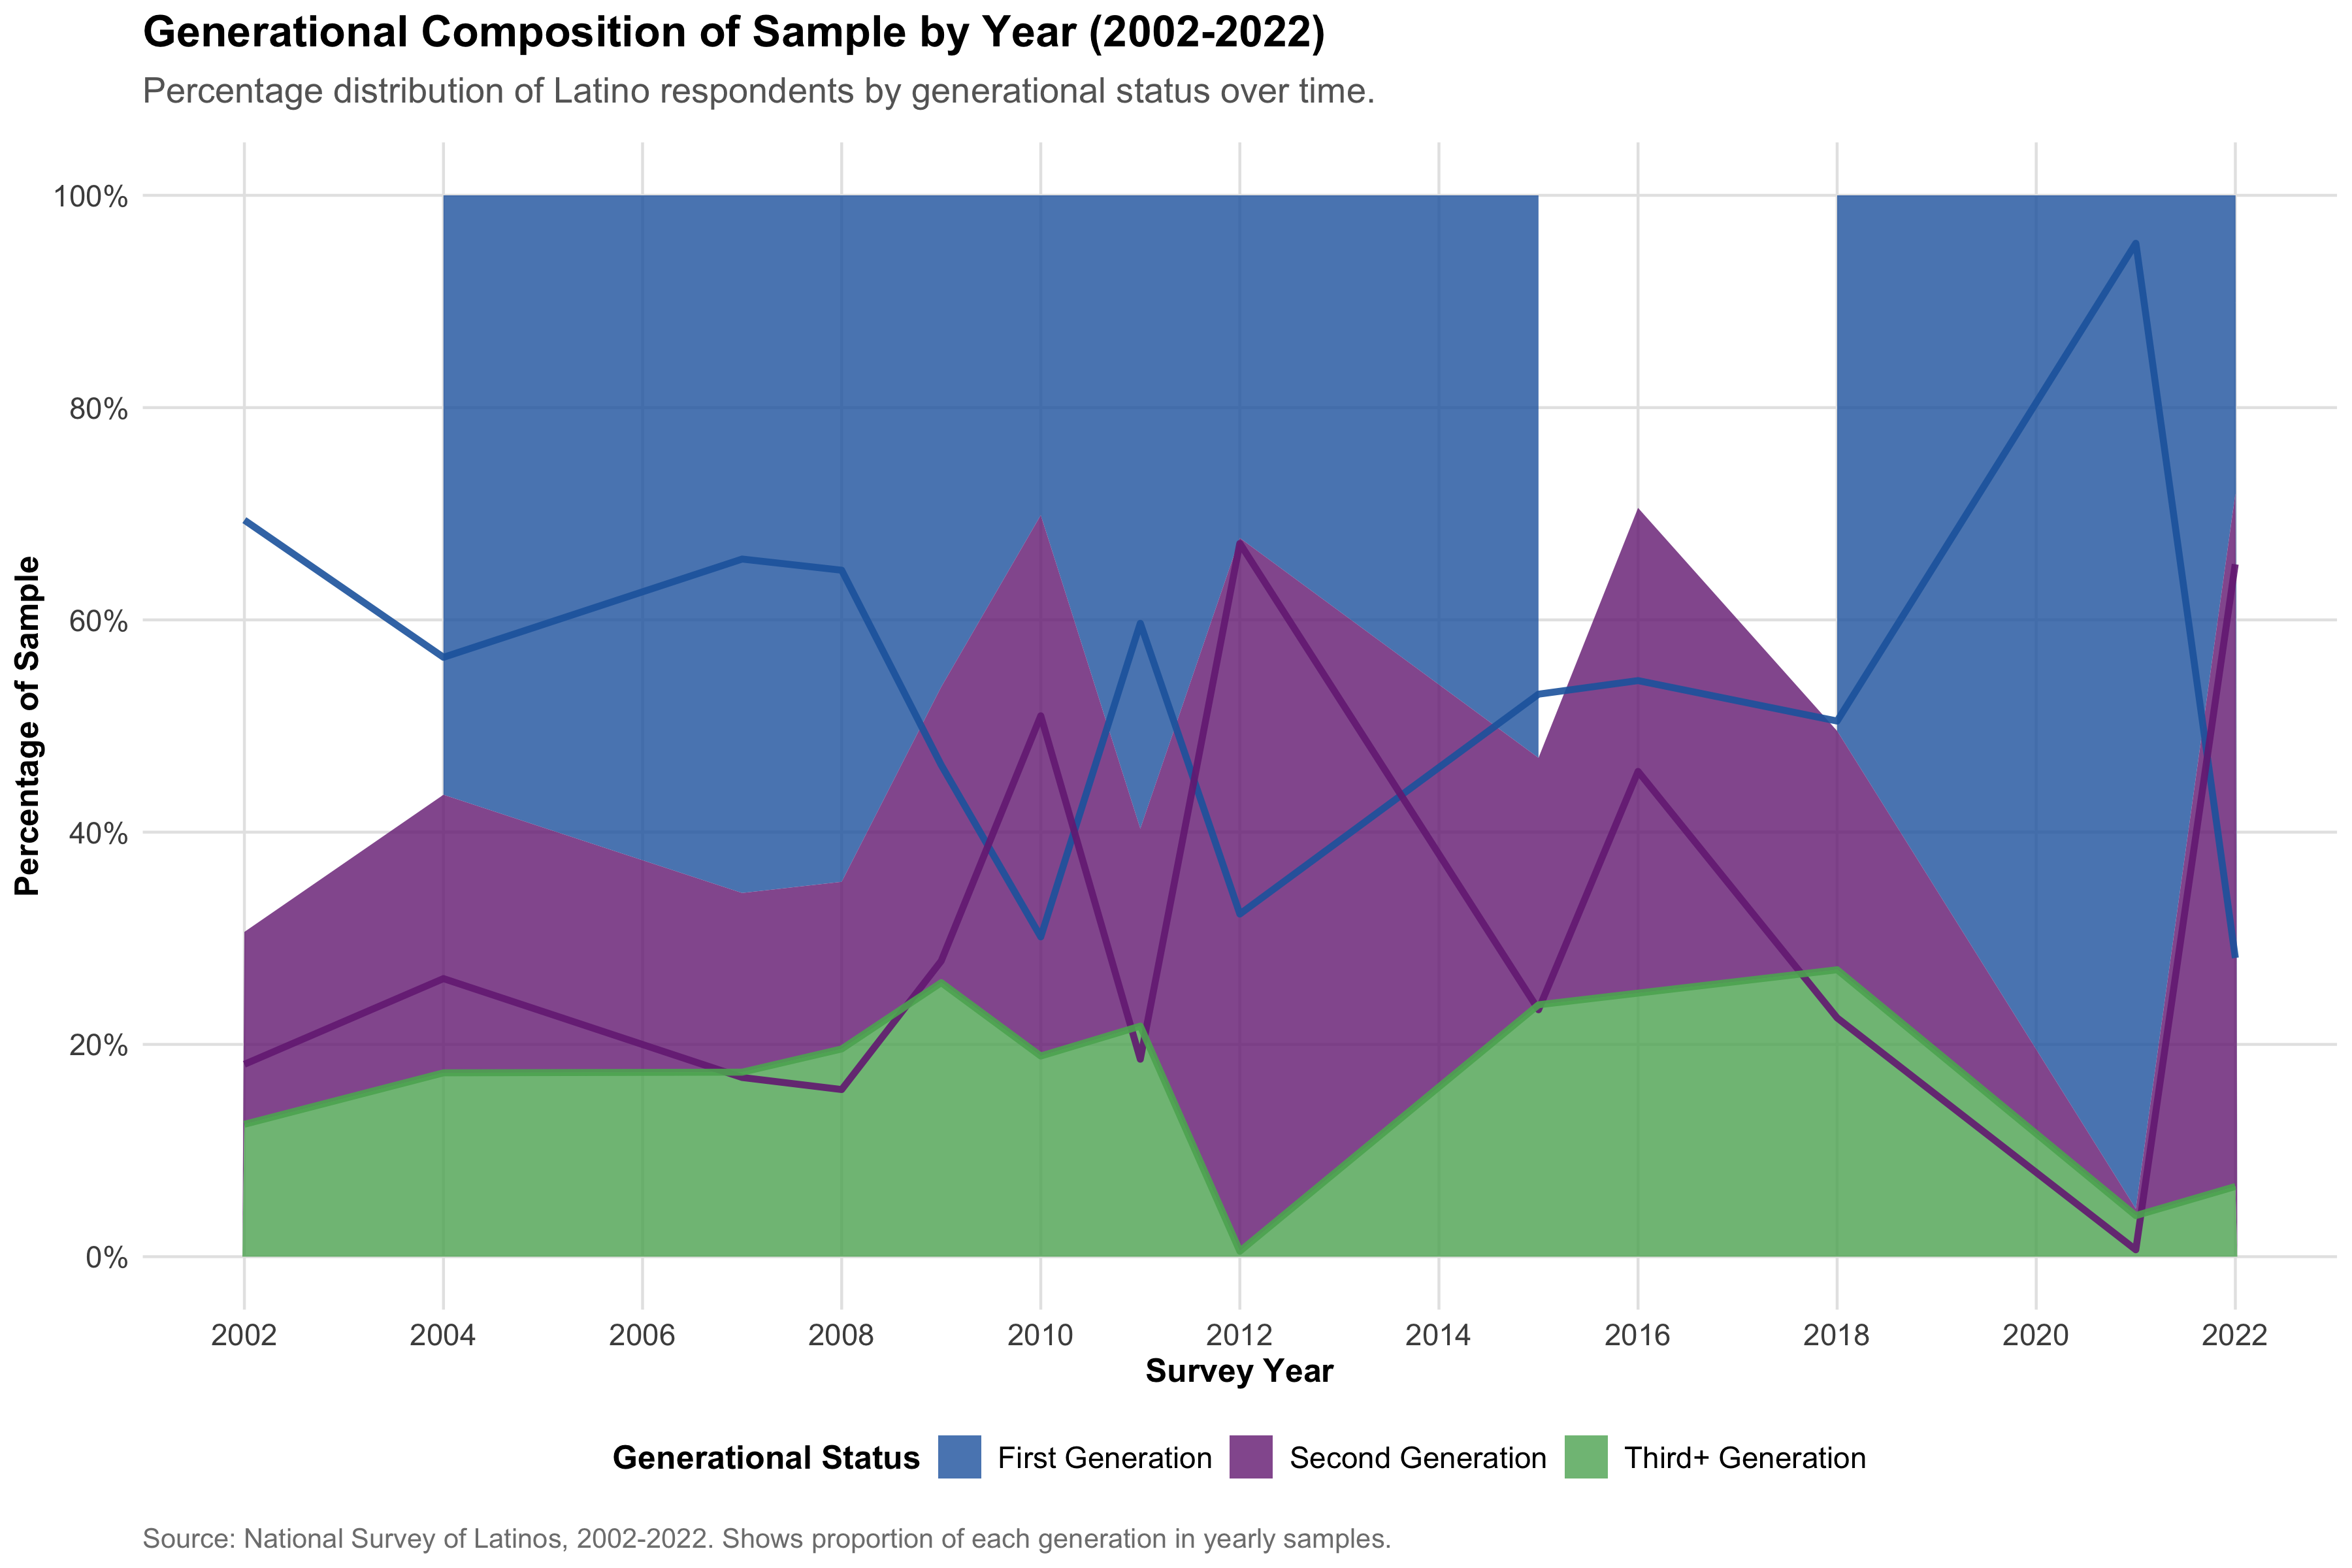 Generational Composition of Sample by Year (2002-2022)
Percentage distribution of Latino respondents by generational status over time.
Percentage of Sample
100%
80%
60%
40%
20%
0%
2002 2004 2006 2008 2010 2012 2014 2016 2018 2020 2022
Survey Year
Generational Status First Generation Second Generation Third+ Generation
Source: National Survey of Latinos, 2002-2022. Shows proportion of each generation in yearly samples.